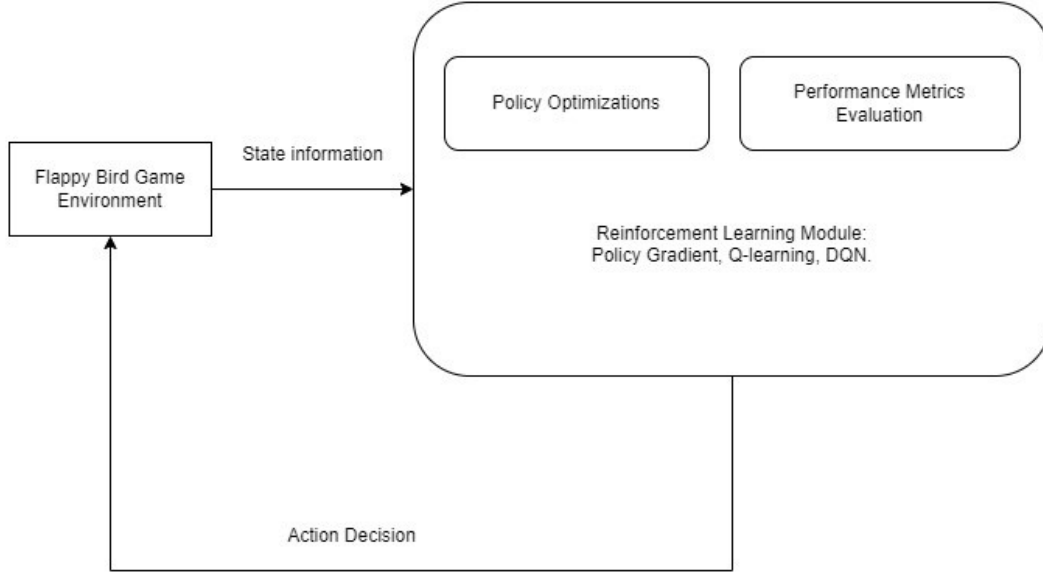 Policy Optimizations
Performance Metrics
Evaluation
State information
Flappy Bird Game
Environment
Reinforcement Learning Module:
Policy Gradient, Q-learning, DQN.
Action Decision